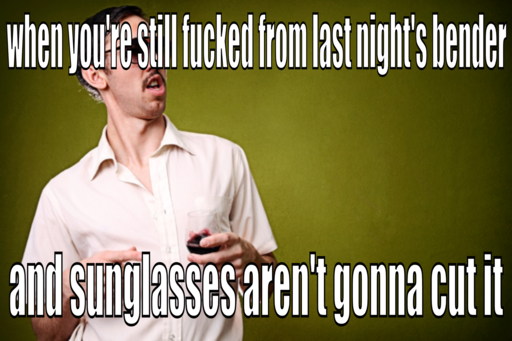 when you're still fucked from last night's bender
and sunglasses aren't gonna cut it